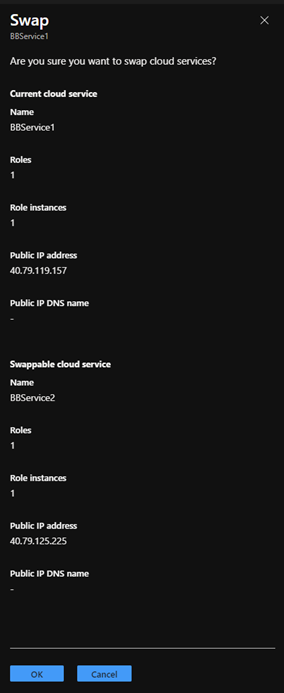 Swap
BBService1
Are you sure you want to swap cloud services?
Current cloud service
Name
BBService1
Roles
1
Role instances
1
Public IP address
40.79.119.157
Public IP DNS name
-
Swappable cloud service
Name
BBService2
Roles
1
Role instances
1
Public IP address
40.79.125.225
Public IP DNS name
-
OK Cancel